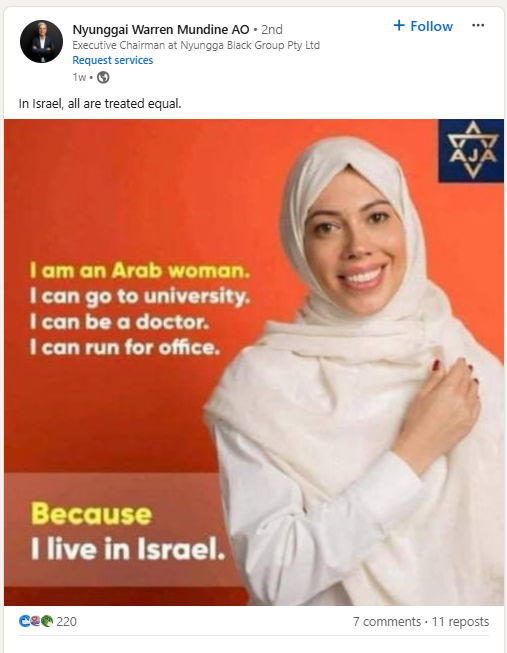 Nyunggai Warren Mundine AO • 2nd
+ Follow
...
Executive Chairman at Nyungga Black Group Pty Ltd
Request services
1w •
In Israel, all are treated equal.
AJA
I am an Arab woman.
I can go to university.
I can be a doctor.
I can run for office.
Because
I live in Israel.
220
7 comments • 11 reposts